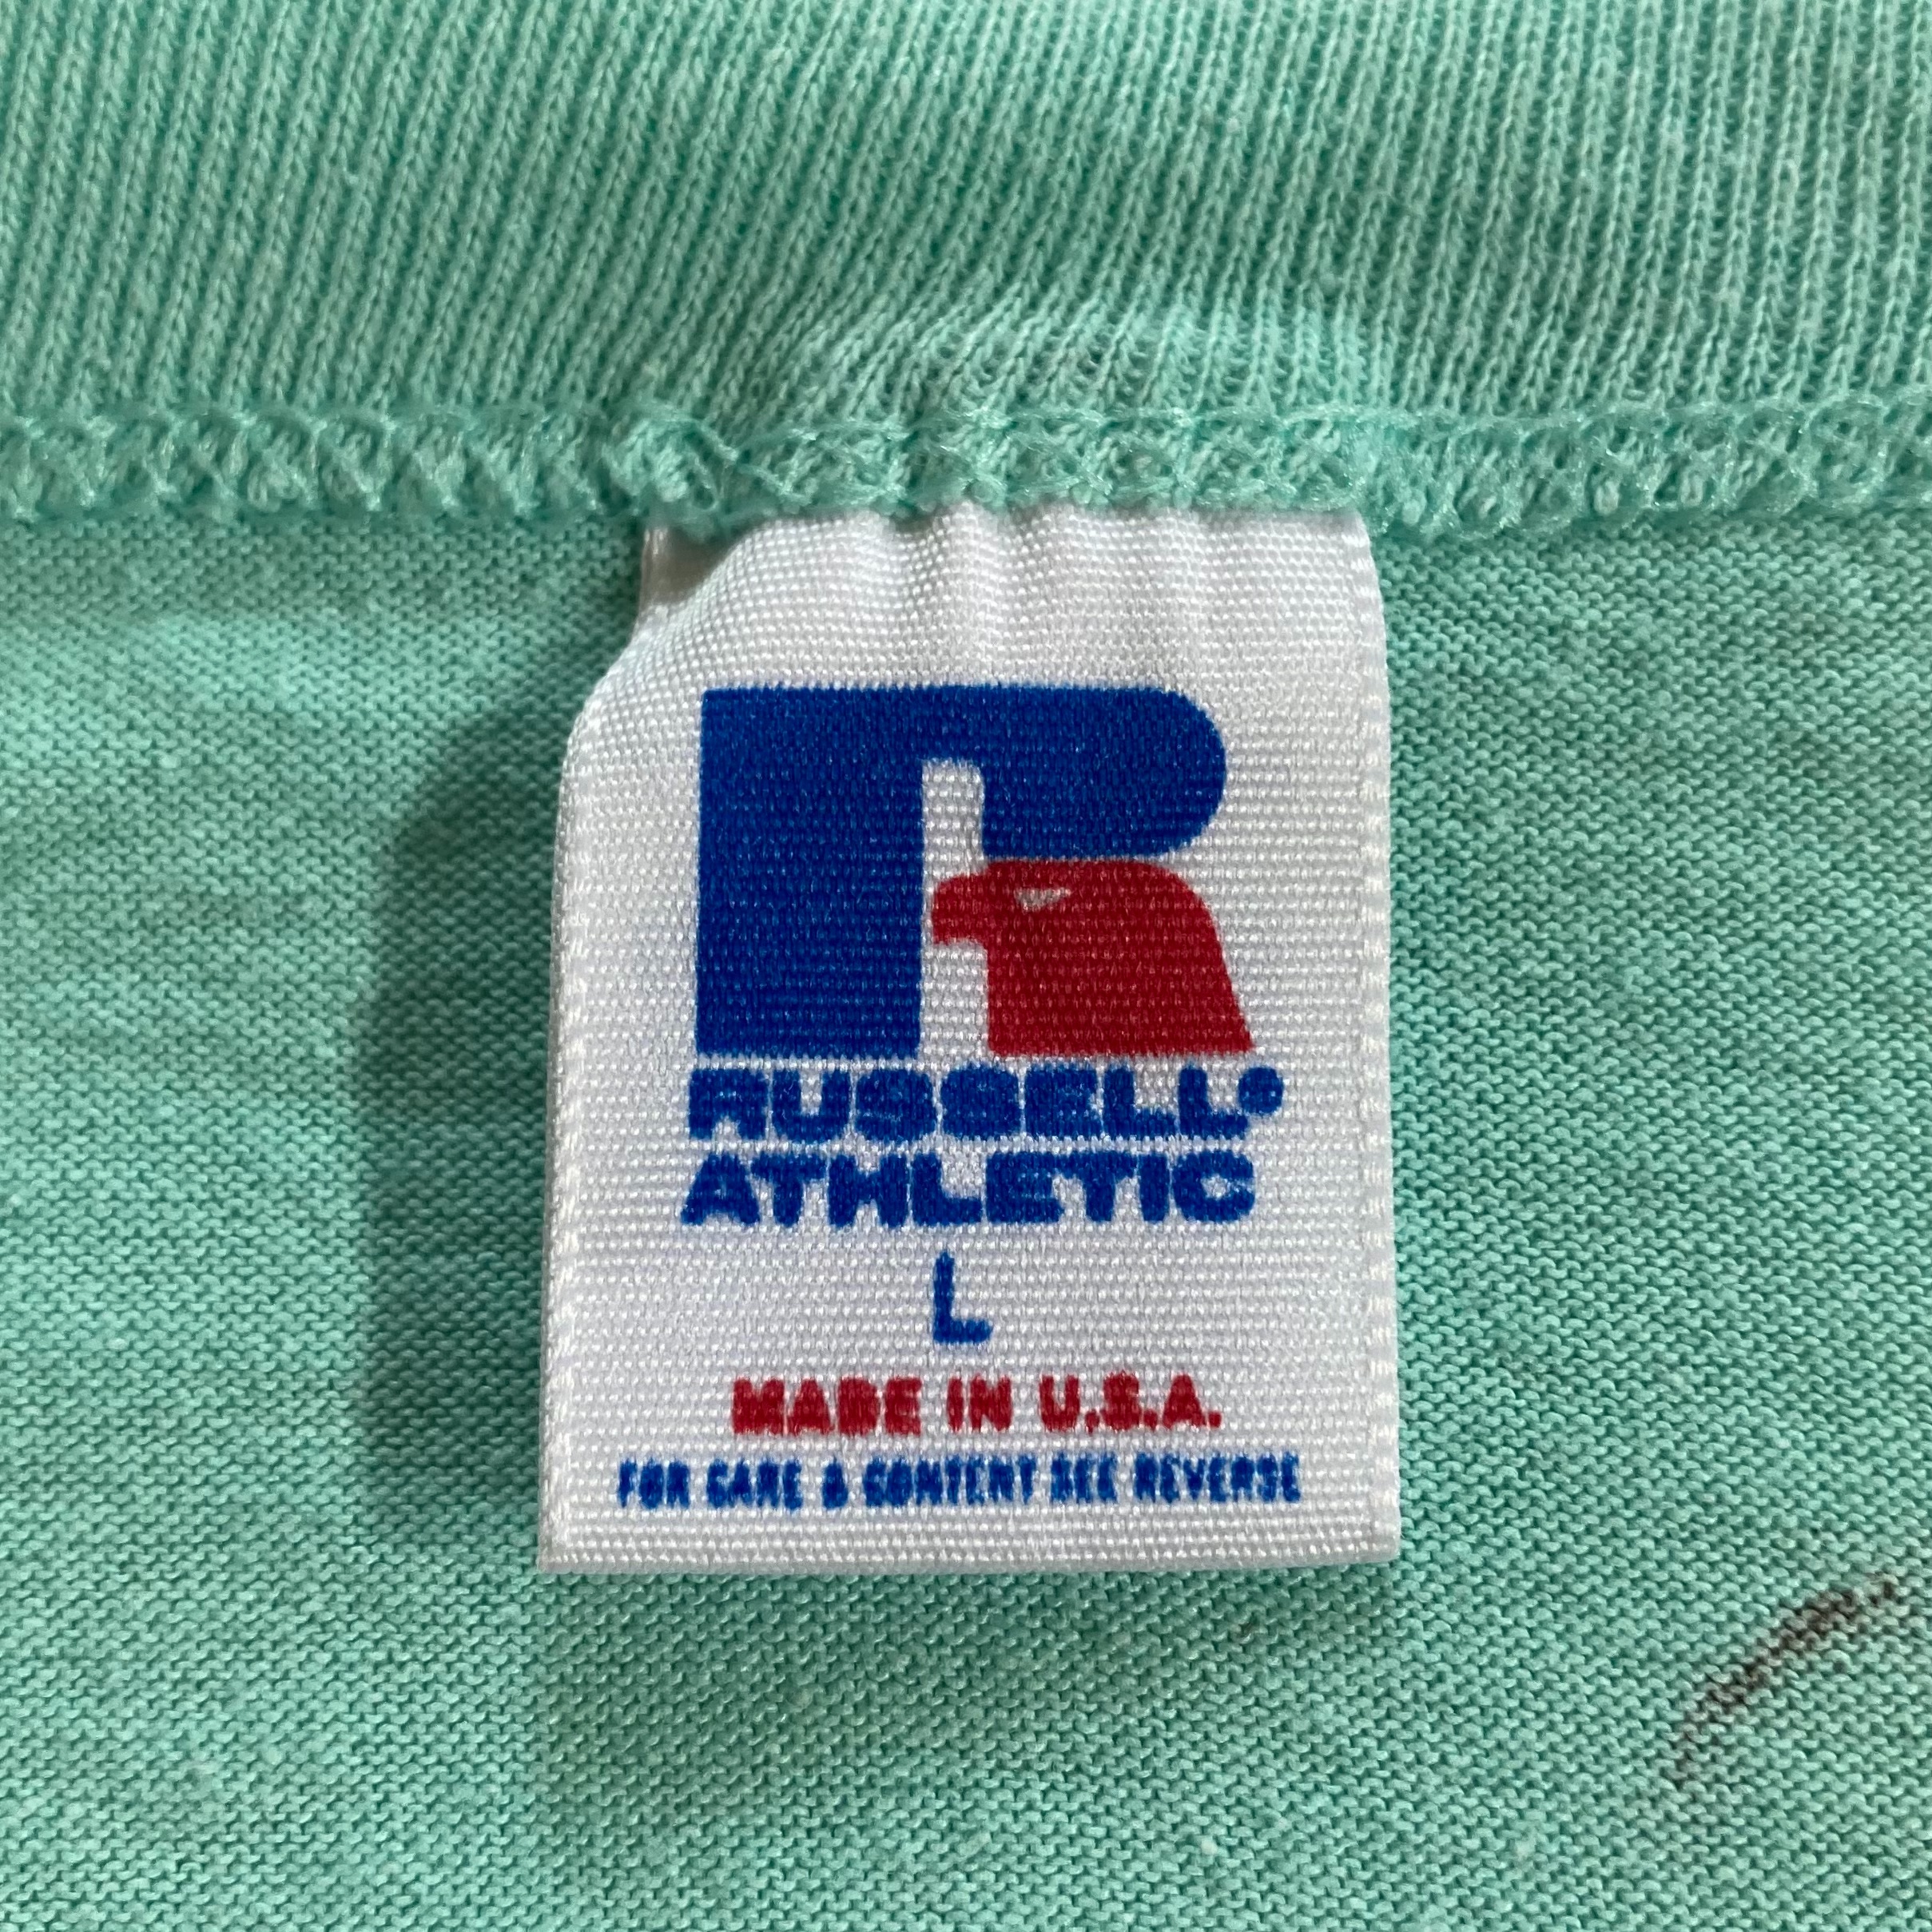 RUSSELL®
ATHLETIC
L
MADE IN U.S.A.
FOR CARE & CONTENT SEE REVERSE